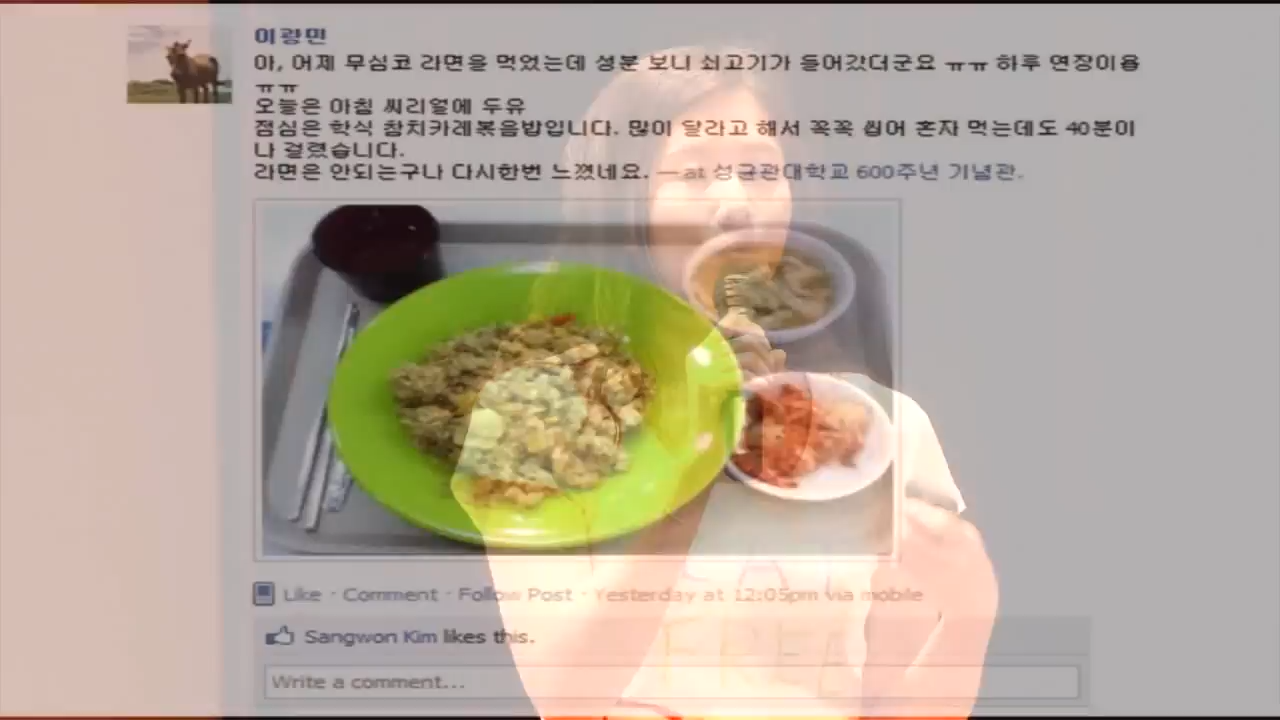 이광민
아, 어제 무심코 라면을 먹었는데 성분 보니 쇠고기가 들어갔더군요 ㅠㅠ 하루 연장이용
ㅠㅠ
오늘은 아침 씨리얼에 두유
점심은 학식 참치카레볶음밥입니다. 많이 달라고 해서 꼭꼭 씹어 혼자 먹는데도 40분이
나 걸렸습니다.
라면은 안되는구나 다시한번 느꼈네요. — at 성균관대학교 600주년 기념관.
Like · Comment · Follow Post · Yesterday at 12:05pm via mobile
Sangwon Kim likes this.
Write a comment...